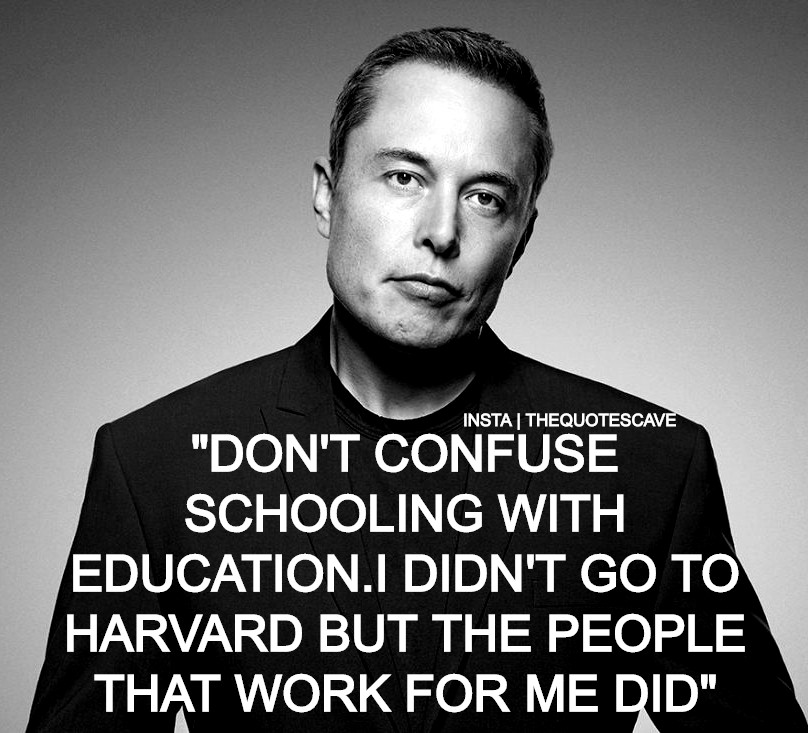 INSTA | THEQUOTESCAVE
"DON'T CONFUSE
SCHOOLING WITH
EDUCATION.I DIDN'T GO TO
HARVARD BUT THE PEOPLE
THAT WORK FOR ME DID"